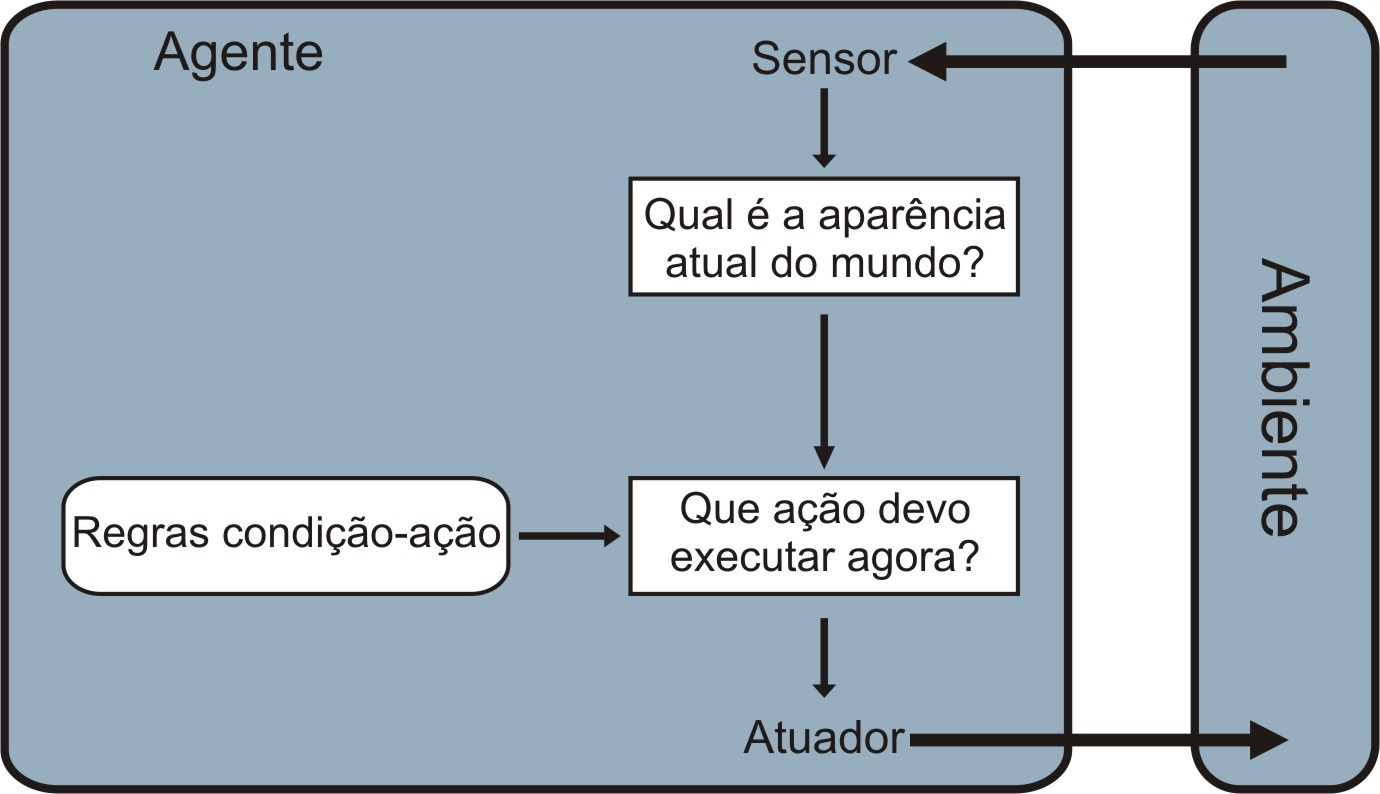 Agente
Sensor
Qual é a aparência
atual do mundo?
Ambiente
Regras condição-ação
Que ação devo
executar agora?
Atuador